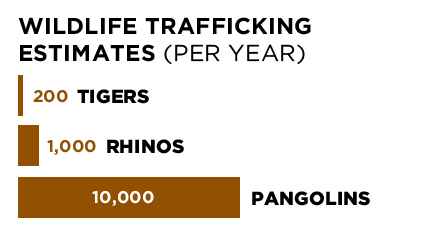 WILDLIFE TRAFFICKING
ESTIMATES (PER YEAR)
200 TIGERS
1,000 RHINOS
10,000 PANGOLINS